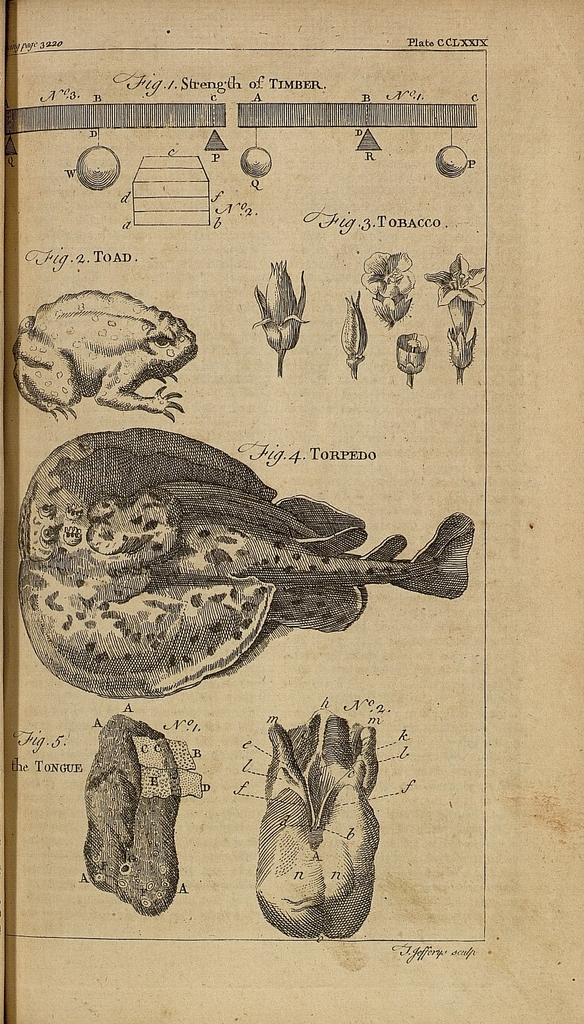 page 3220
Plate CCLXXIX
Fig. 1. Strength of TIMBER.
No. 3. B C A B No. 1. C
D D
Q W P Q R P
c
d f
No. 2.
a b
Fig. 3. TOBACCO.
Fig. 2. TOAD.
Fig. 4. TORPEDO
A
A No. 1.
Fig. 5.
the TONGUE
C C B
E D
A A
h No. 2.
m m
e k
l l
f f
b
A
n n
T. Jefferys sculp